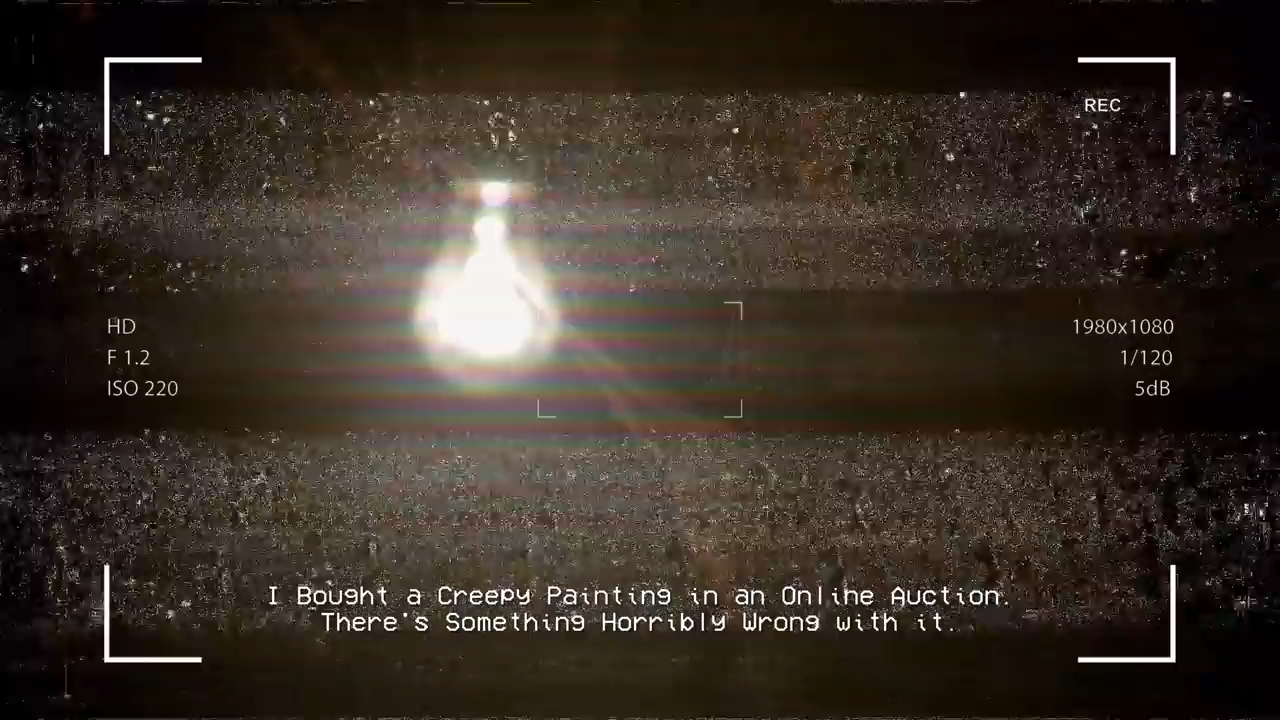 REC
HD
1980x1080
F 1.2
1/120
ISO 220
5dB
I Bought a Creepy Painting in an Online Auction.
There's Something Horribly Wrong with it.